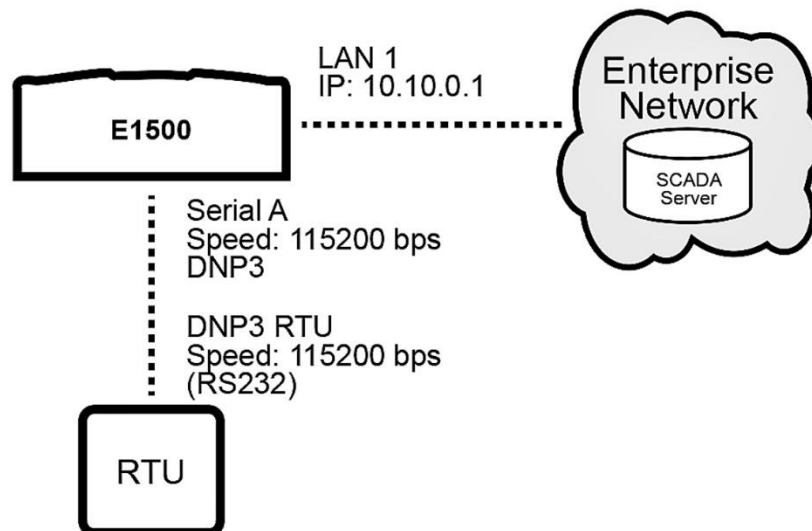 LAN 1
IP: 10.10.0.1
Enterprise
Network
SCADA
Server
E1500
Serial A
Speed: 115200 bps
DNP3
DNP3 RTU
Speed: 115200 bps
(RS232)
RTU